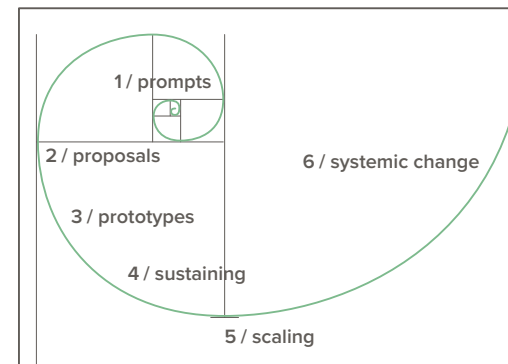 1 / prompts
2 / proposals
6 / systemic change
3 / prototypes
4 / sustaining
5 / scaling